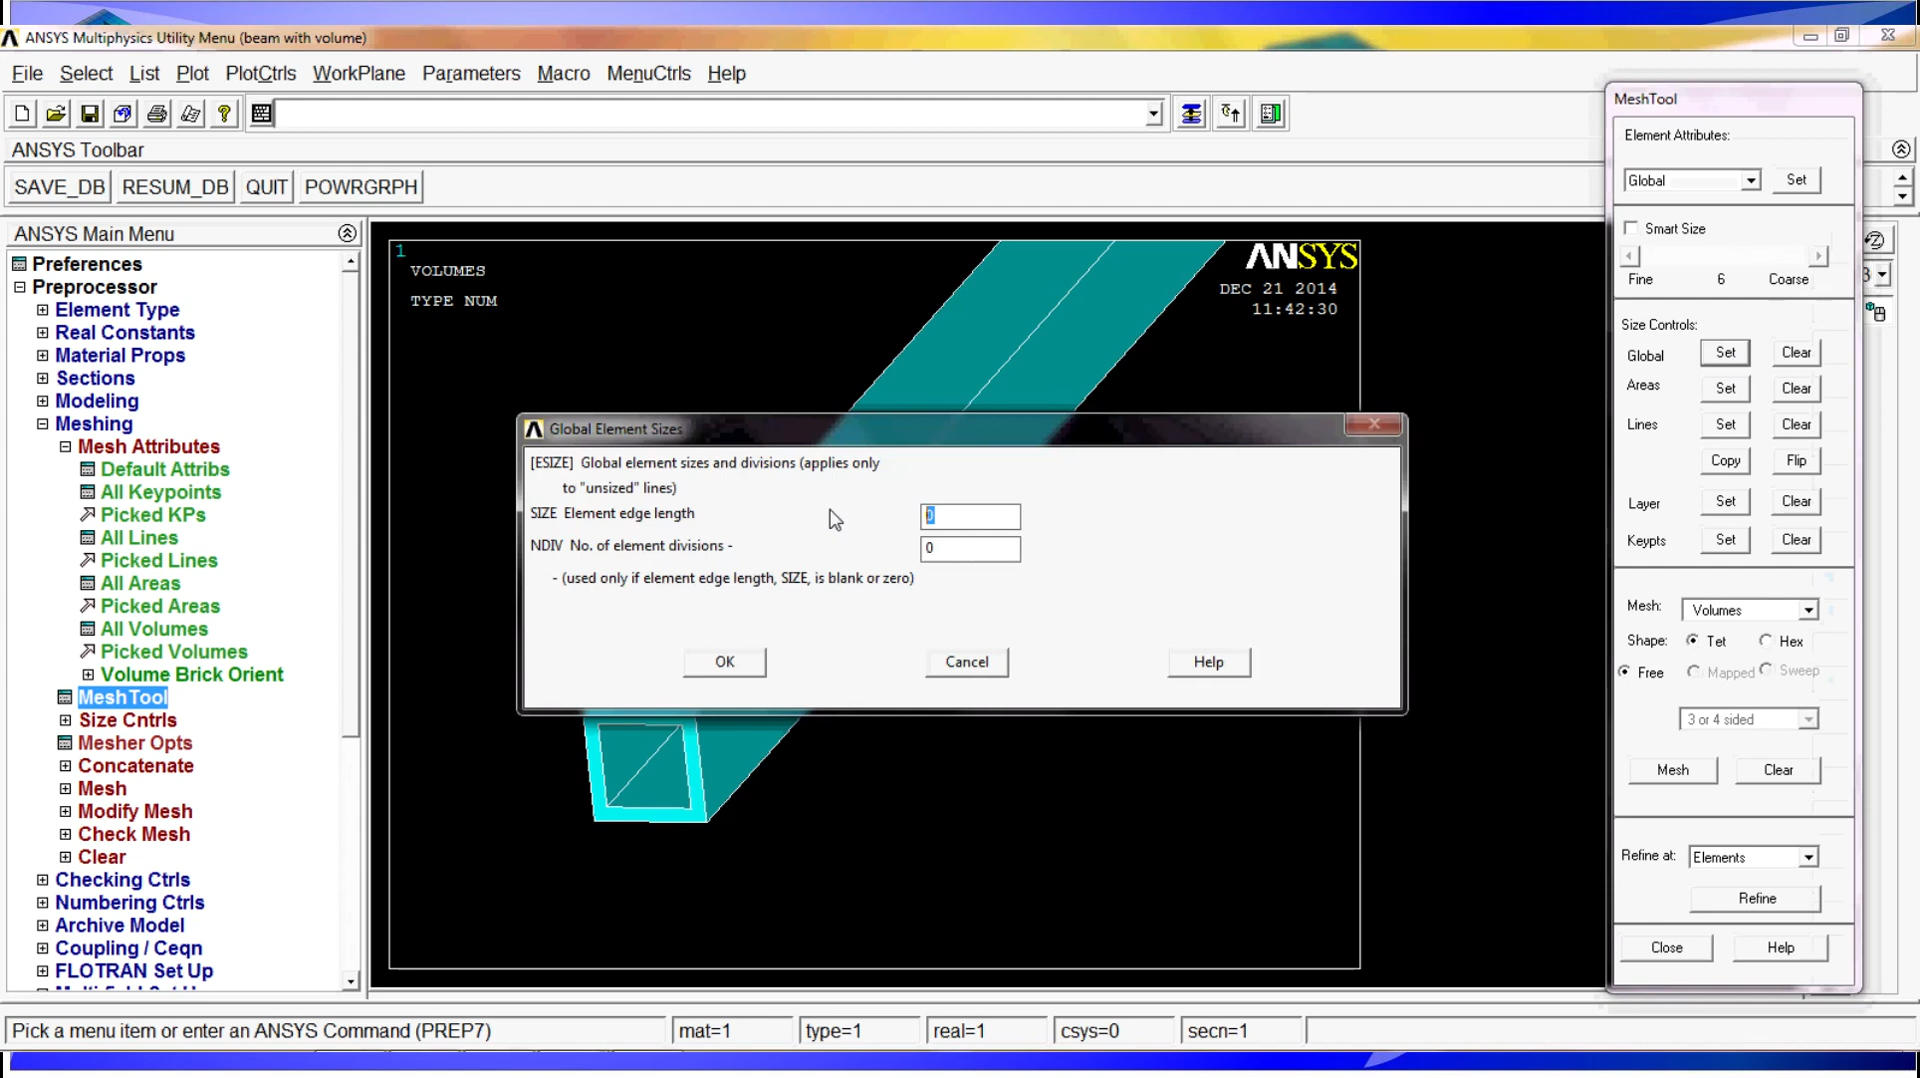 ANSYS Multiphysics Utility Menu (beam with volume)
File Select List Plot PlotCtrls WorkPlane Parameters Macro MenuCtrls Help
ANSYS Toolbar
SAVE_DB RESUM_DB QUIT POWRGRPH
ANSYS Main Menu
Preferences
Preprocessor
Element Type
Real Constants
Material Props
Sections
Modeling
Meshing
Mesh Attributes
Default Attribs
All Keypoints
Picked KPs
All Lines
Picked Lines
All Areas
Picked Areas
All Volumes
Picked Volumes
Volume Brick Orient
MeshTool
Size Cntrls
Mesher Opts
Concatenate
Mesh
Modify Mesh
Check Mesh
Clear
Checking Ctrls
Numbering Ctrls
Archive Model
Coupling / Ceqn
FLOTRAN Set Up
1
VOLUMES
TYPE NUM
ANSYS
DEC 21 2014
11:42:30
Global Element Sizes
[ESIZE] Global element sizes and divisions (applies only
to "unsized" lines)
SIZE Element edge length
0
NDIV No. of element divisions -
0
- (used only if element edge length, SIZE, is blank or zero)
OK Cancel Help
MeshTool
Element Attributes:
Global Set
Smart Size
Fine 6 Coarse
Size Controls:
Global Set Clear
Areas Set Clear
Lines Set Clear
Copy Flip
Layer Set Clear
Keypts Set Clear
Mesh: Volumes
Shape: Tet Hex
Free Mapped Sweep
3 or 4 sided
Mesh Clear
Refine at: Elements
Refine
Close Help
3
Pick a menu item or enter an ANSYS Command (PREP7) mat=1 type=1 real=1 csys=0 secn=1